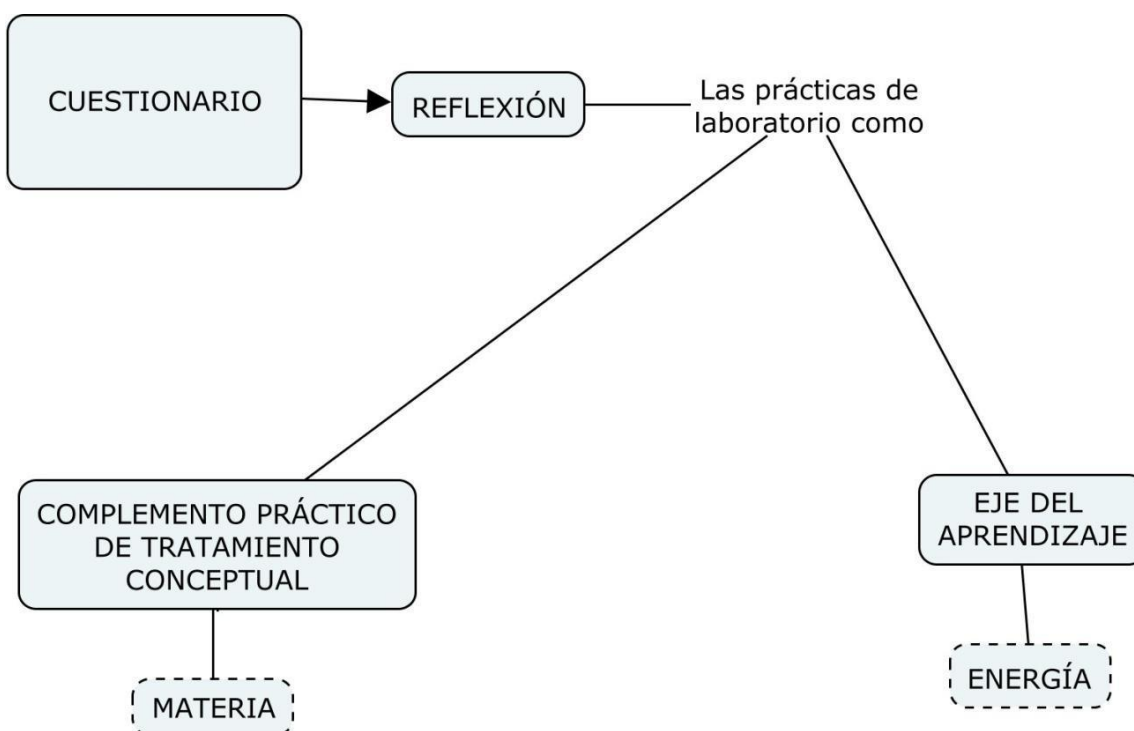 CUESTIONARIO
REFLEXIÓN
Las prácticas de
laboratorio como
COMPLEMENTO PRÁCTICO
DE TRATAMIENTO
CONCEPTUAL
EJE DEL
APRENDIZAJE
MATERIA
ENERGÍA